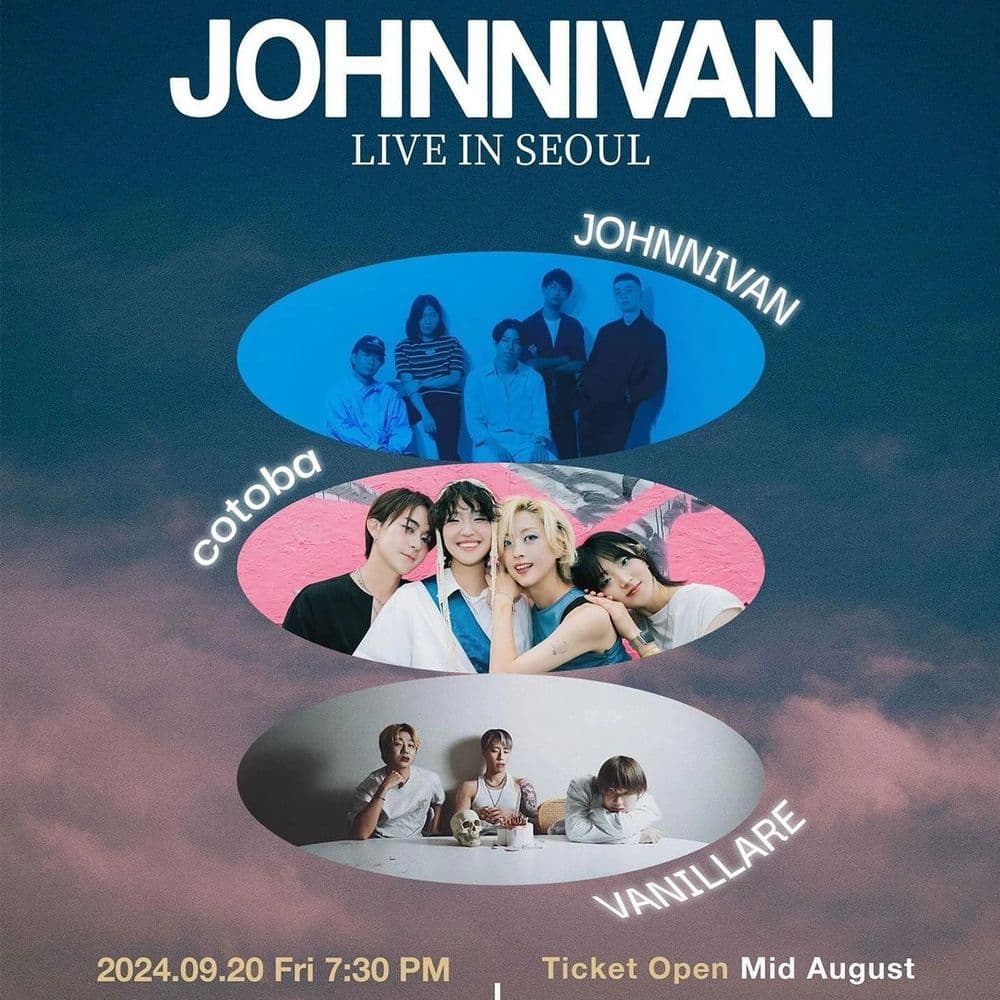 JOHNNIVAN
LIVE IN SEOUL
JOHNNIVAN
cotoba
VANILLARE
2024.09.20 Fri 7:30 PM
Ticket Open Mid August